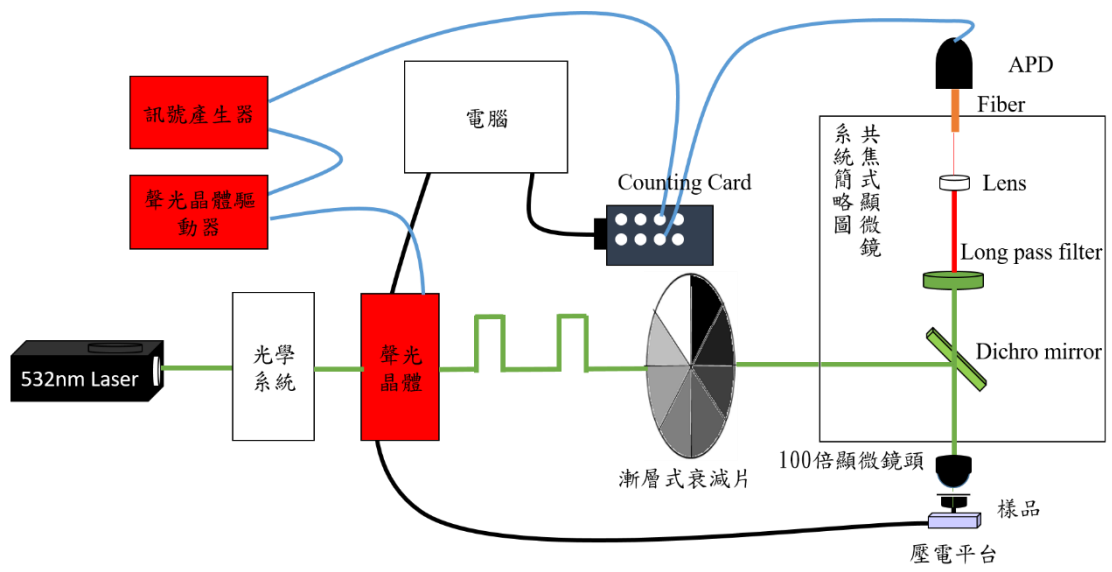 訊號產生器
聲光晶體驅
動器
電腦
Counting Card
APD
Fiber
共焦式顯微鏡
系統簡略圖
Lens
Long pass filter
Dichro mirror
532nm Laser
光學
系統
聲光
晶體
漸層式衰減片
100倍顯微鏡頭
樣品
壓電平台